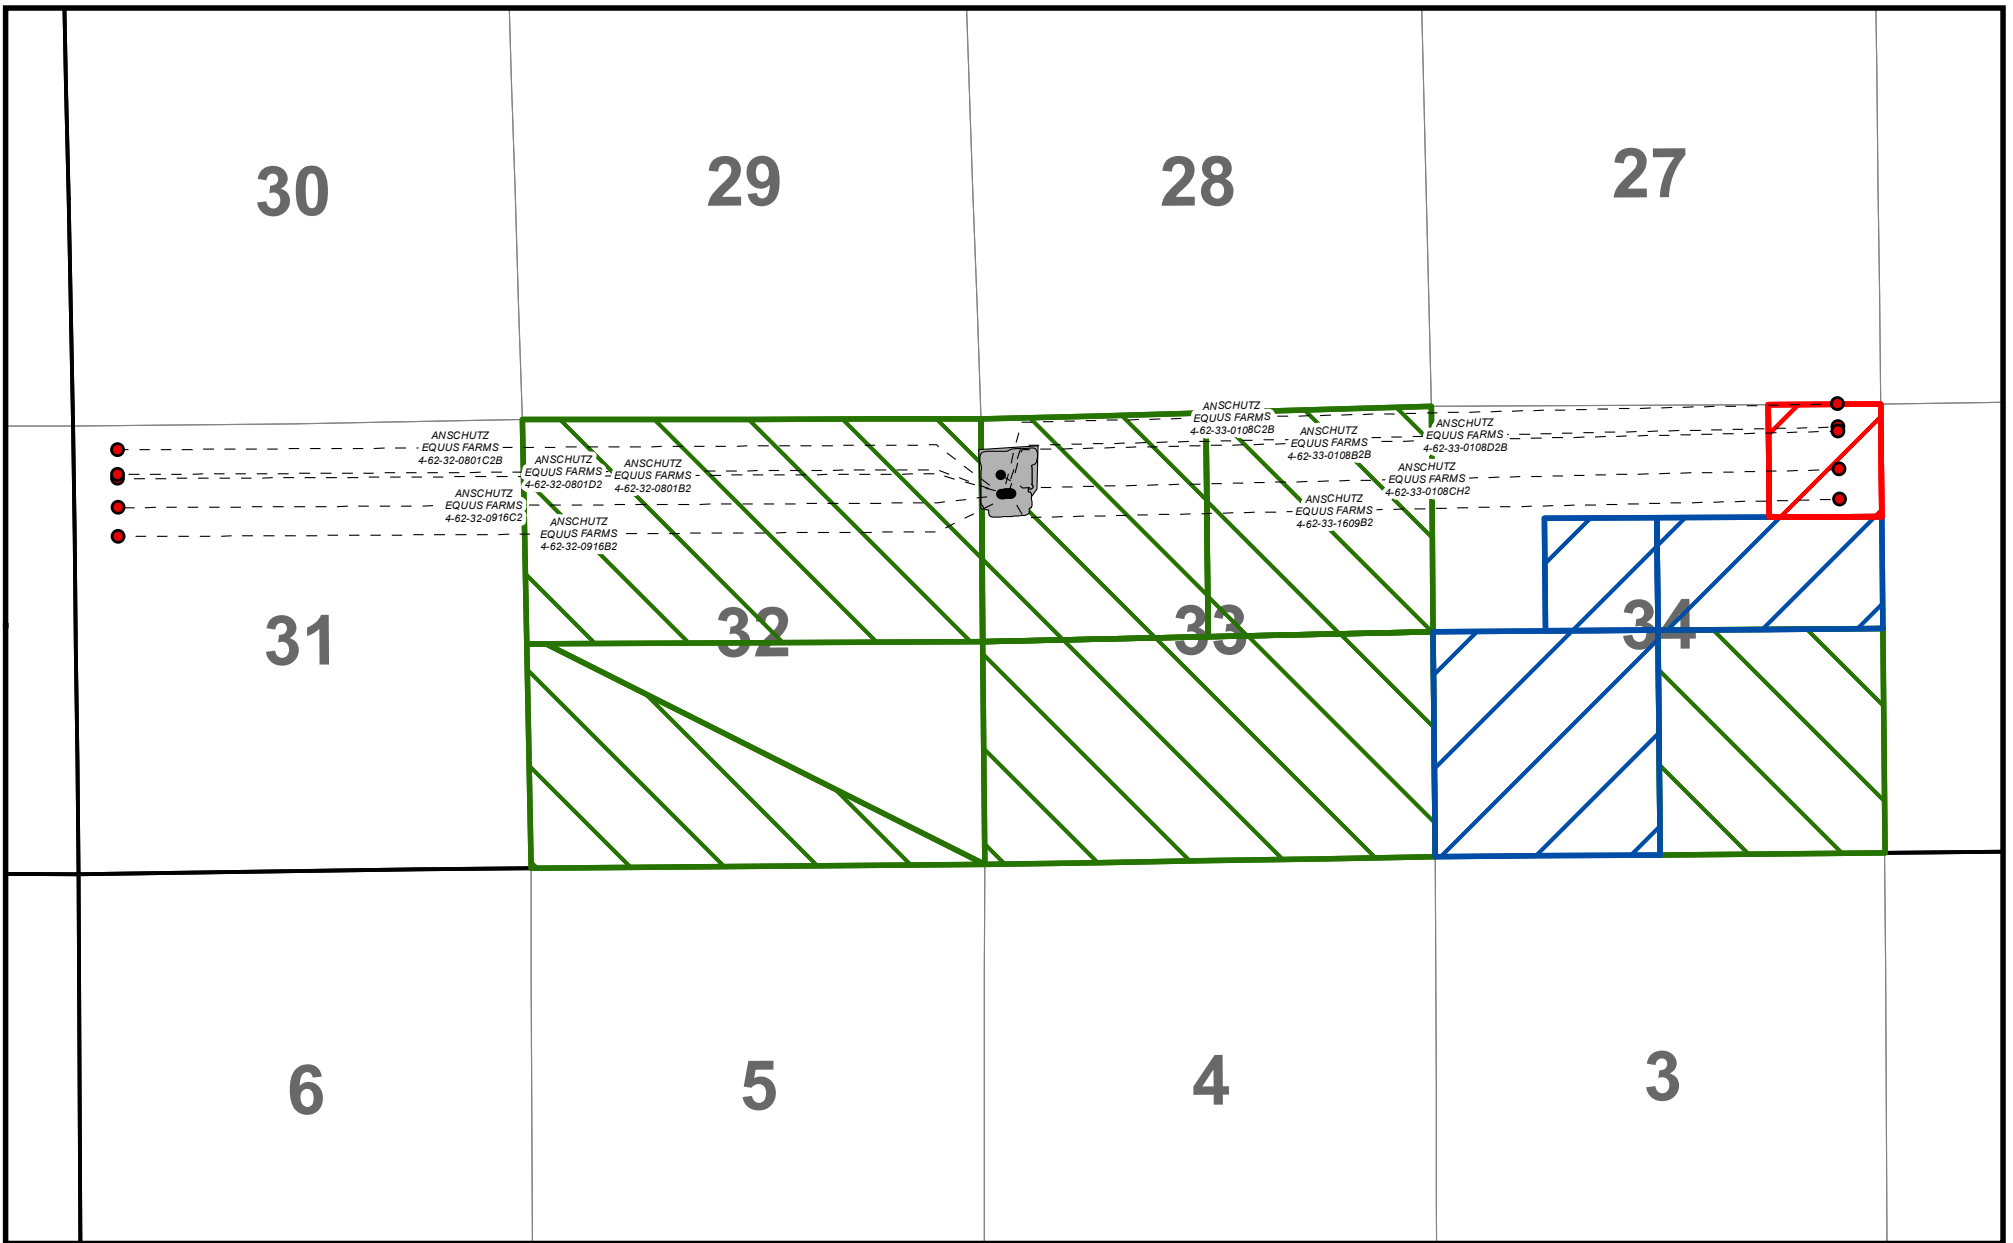 30
29
28
27
ANSCHUTZ
EQUUS FARMS
4-62-32-0801C2B
ANSCHUTZ
EQUUS FARMS
4-62-32-0801D2
ANSCHUTZ
EQUUS FARMS
4-62-32-0801B2
ANSCHUTZ
EQUUS FARMS
4-62-32-0916C2
ANSCHUTZ
EQUUS FARMS
4-62-32-0916B2
ANSCHUTZ
EQUUS FARMS
4-62-33-0108C2B
ANSCHUTZ
EQUUS FARMS
4-62-33-0108B2B
ANSCHUTZ
EQUUS FARMS
4-62-33-0108D2B
ANSCHUTZ
EQUUS FARMS
4-62-33-0108CH2
ANSCHUTZ
EQUUS FARMS
4-62-33-1609B2
31
32
33
34
6
5
4
3